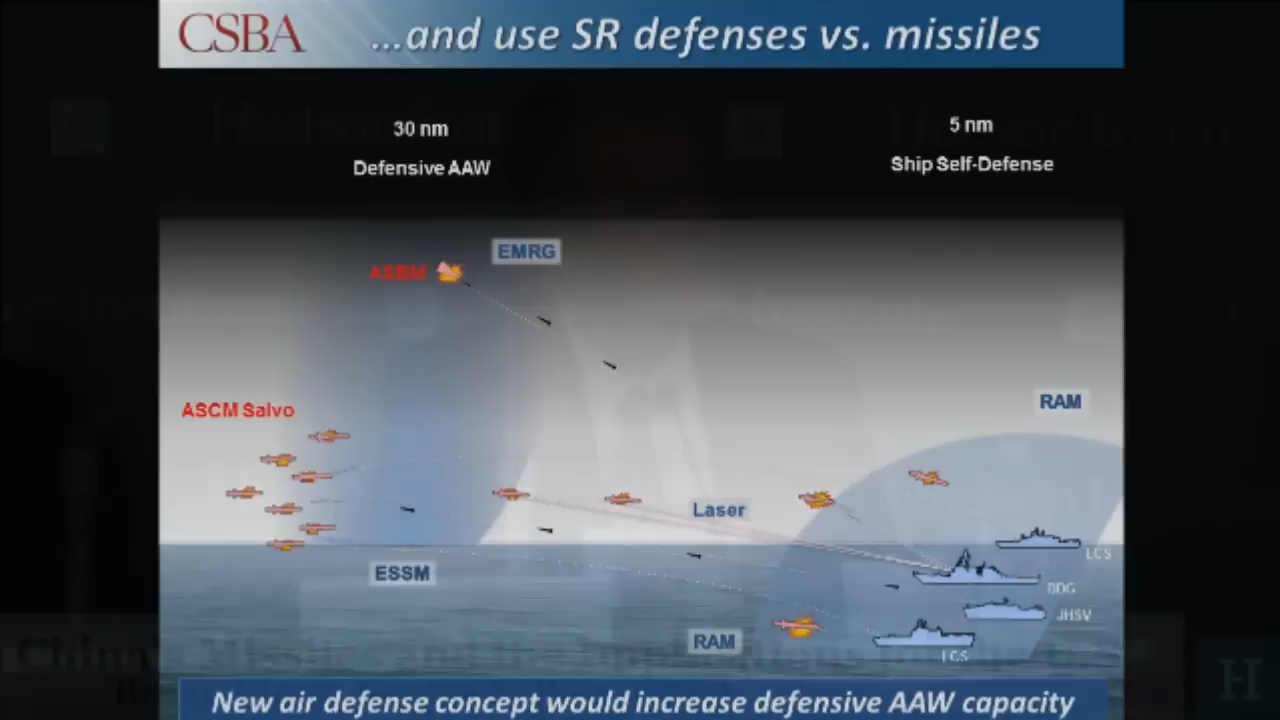 CSBA
...and use SR defenses vs. missiles
30 nm
5 nm
Defensive AAW
Ship Self-Defense
EMRG
ASBM
RAM
ASCM Salvo
Laser
LCS
ESSM
DDG
JHSV
RAM
LCS
New air defense concept would increase defensive AAW capacity
China
H